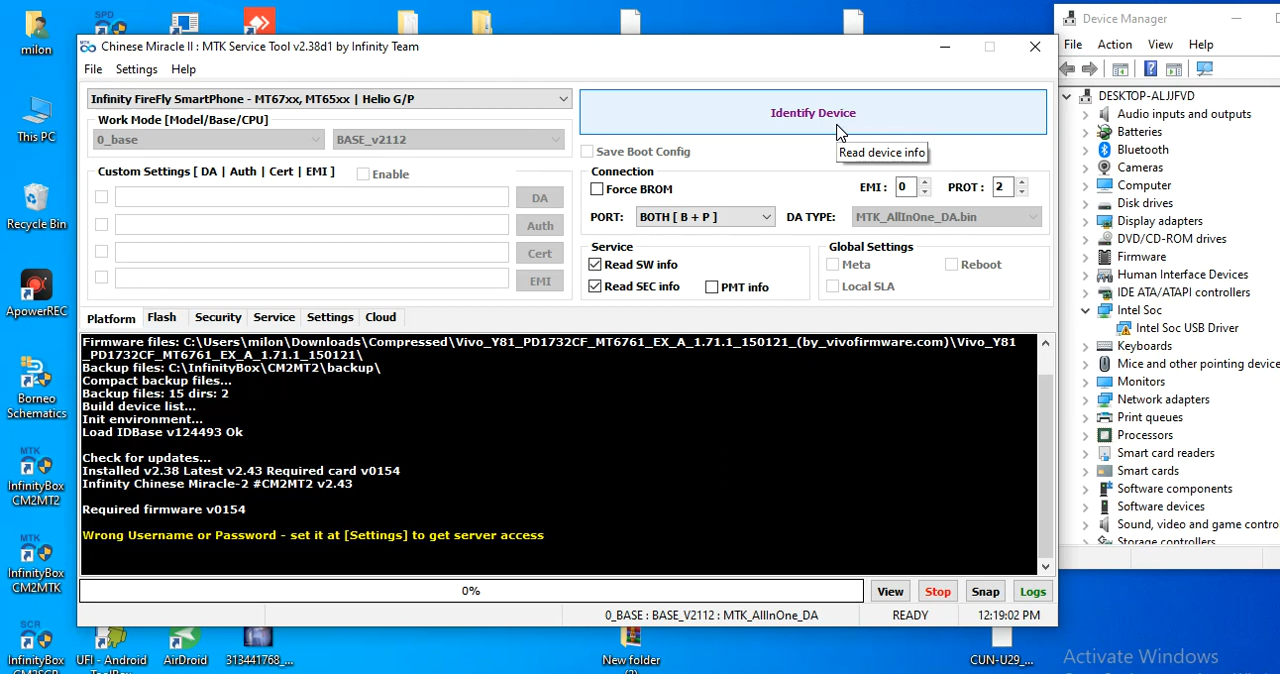 milon
SPD
Chinese Miracle II : MTK Service Tool v2.38d1 by Infinity Team
File Settings Help
Infinity FireFly SmartPhone - MT67xx, MT65xx | Helio G/P
Work Mode [Model/Base/CPU]
0_base
BASE_v2112
Custom Settings [ DA | Auth | Cert | EMI ]
Enable
DA
Auth
Cert
EMI
Identify Device
Read device info
Save Boot Config
Connection
Force BROM
EMI : 0
PROT : 2
PORT: BOTH [ B + P ]
DA TYPE: MTK_AllInOne_DA.bin
Service
Read SW info
Read SEC info
PMT info
Global Settings
Meta
Reboot
Local SLA
Platform Flash Security Service Settings Cloud
Firmware files: C:\Users\milon\Downloads\Compressed\Vivo_Y81_PD1732CF_MT6761_EX_A_1.71.1_150121_(by_vivofirmware.com)\Vivo_Y81
_PD1732CF_MT6761_EX_A_1.71.1_150121\
Backup files: C:\InfinityBox\CM2MT2\backup\
Compact backup files...
Backup files: 15 dirs: 2
Build device list...
Init environment...
Load IDBase v124493 Ok
Check for updates...
Installed v2.38 Latest v2.43 Required card v0154
Infinity Chinese Miracle-2 #CM2MT2 v2.43
Required firmware v0154
Wrong Username or Password - set it at [Settings] to get server access
0%
View Stop Snap Logs
0_BASE : BASE_V2112 : MTK_AllInOne_DA
READY
12:19:02 PM
This PC
Recycle Bin
ApowerREC
Borneo
Schematics
MTK
InfinityBox
CM2MT2
MTK
InfinityBox
CM2MTK
SCR
InfinityBox
CM2SCR
UFI - Android
ToolBox
AirDroid
313441768_...
New folder
(2)
CUN-U29_...
Device Manager
File Action View Help
DESKTOP-ALJJFVD
Audio inputs and outputs
Batteries
Bluetooth
Cameras
Computer
Disk drives
Display adapters
DVD/CD-ROM drives
Firmware
Human Interface Devices
IDE ATA/ATAPI controllers
Intel Soc
Intel Soc USB Driver
Keyboards
Mice and other pointing device
Monitors
Network adapters
Print queues
Processors
Smart card readers
Smart cards
Software components
Software devices
Sound, video and game contro
Storage controllers
Activate Windows